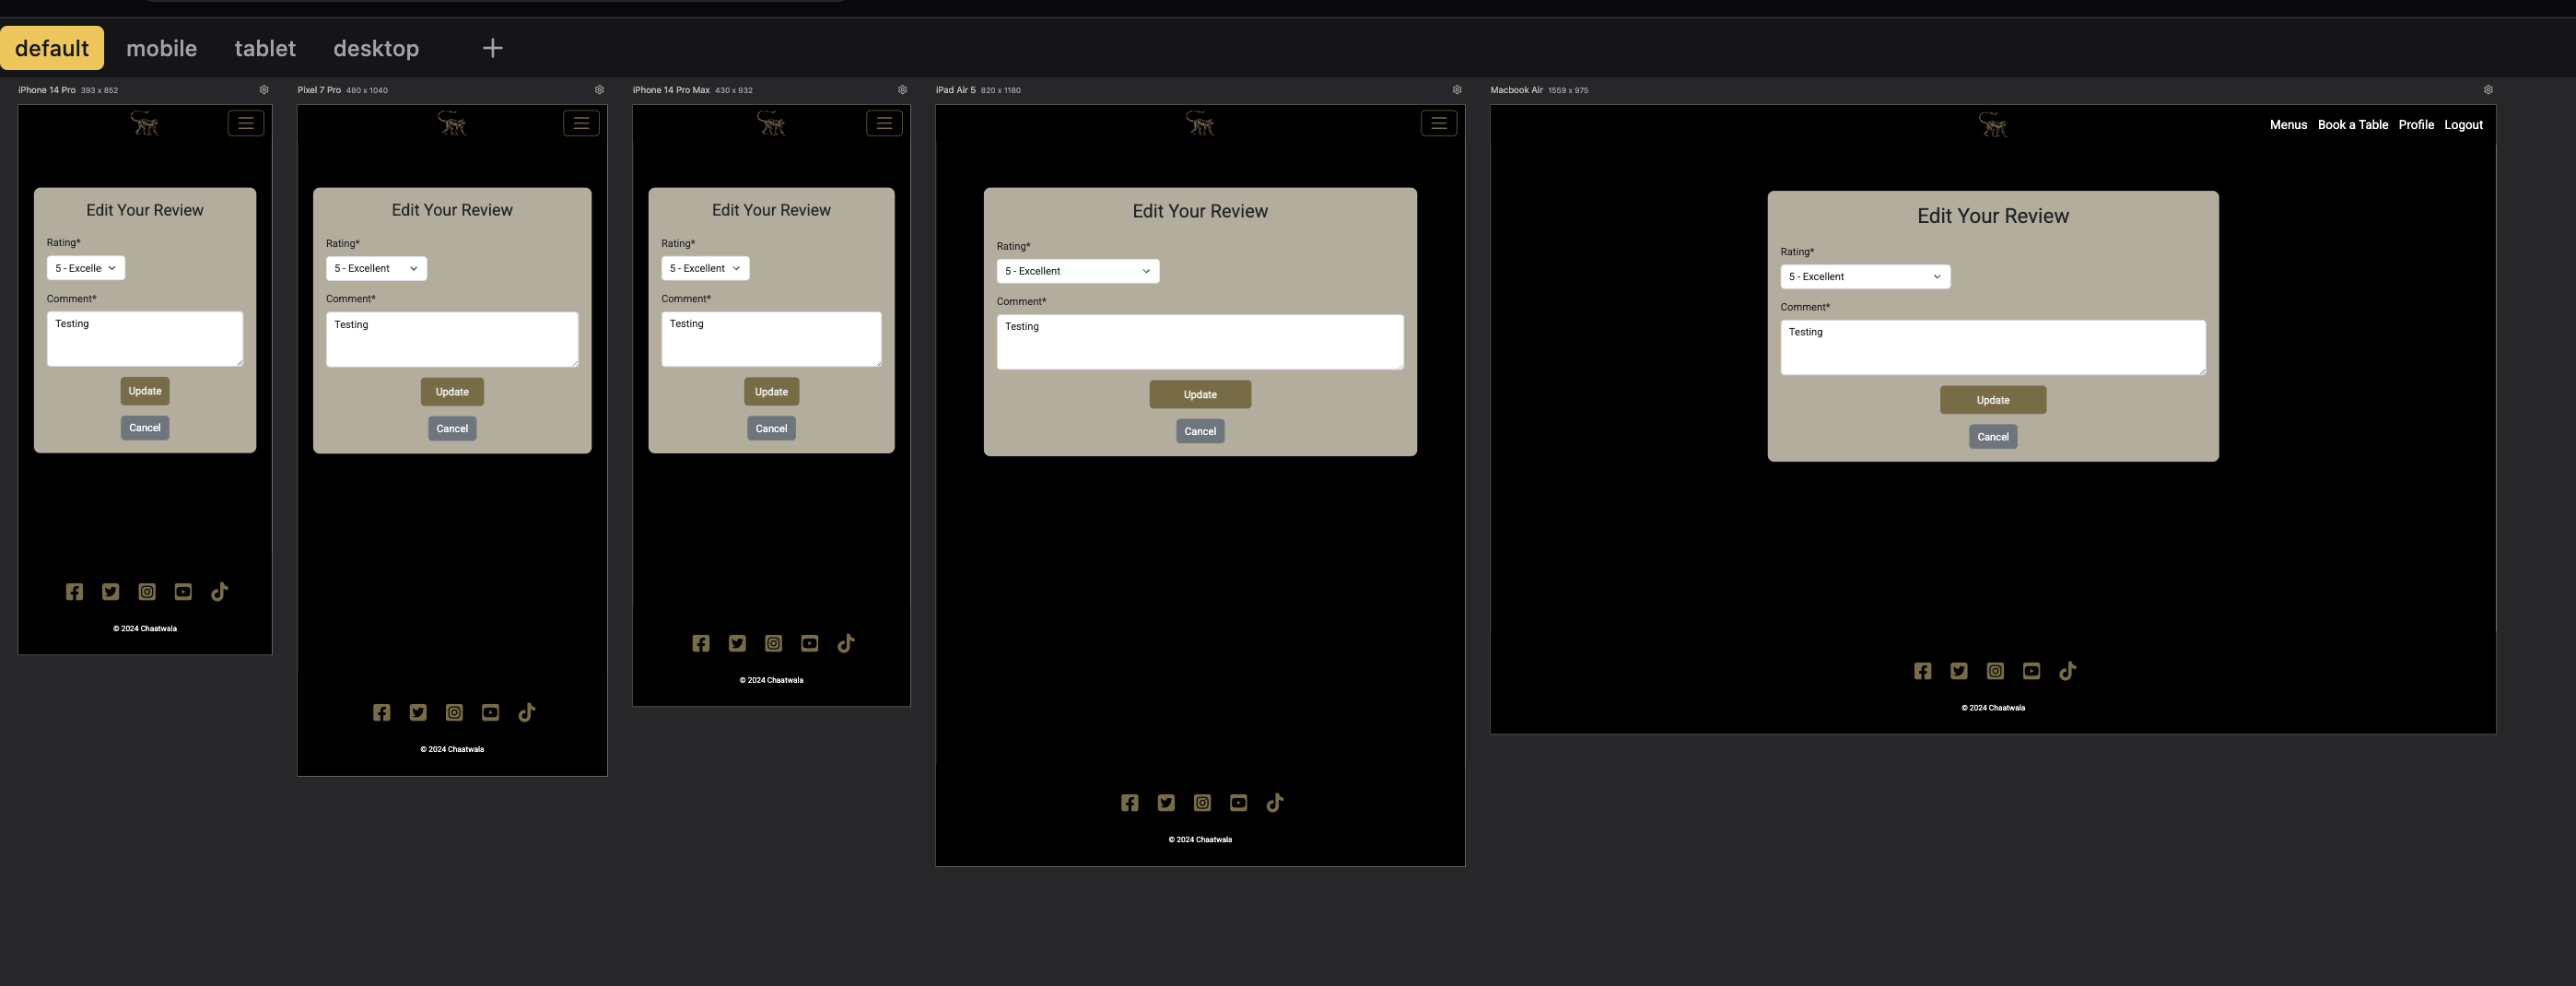 default mobile tablet desktop
iPhone 14 Pro 393 x 852
Edit Your Review
Rating*
5 - Excelle
Comment*
Testing
Update
Cancel
© 2024 Chaatwala
Pixel 7 Pro 480 x 1040
Edit Your Review
Rating*
5 - Excellent
Comment*
Testing
Update
Cancel
© 2024 Chaatwala
iPhone 14 Pro Max 430 x 932
Edit Your Review
Rating*
5 - Excellent
Comment*
Testing
Update
Cancel
© 2024 Chaatwala
iPad Air 5 820 x 1180
Edit Your Review
Rating*
5 - Excellent
Comment*
Testing
Update
Cancel
© 2024 Chaatwala
Macbook Air 1559 x 975
Menus Book a Table Profile Logout
Edit Your Review
Rating*
5 - Excellent
Comment*
Testing
Update
Cancel
© 2024 Chaatwala